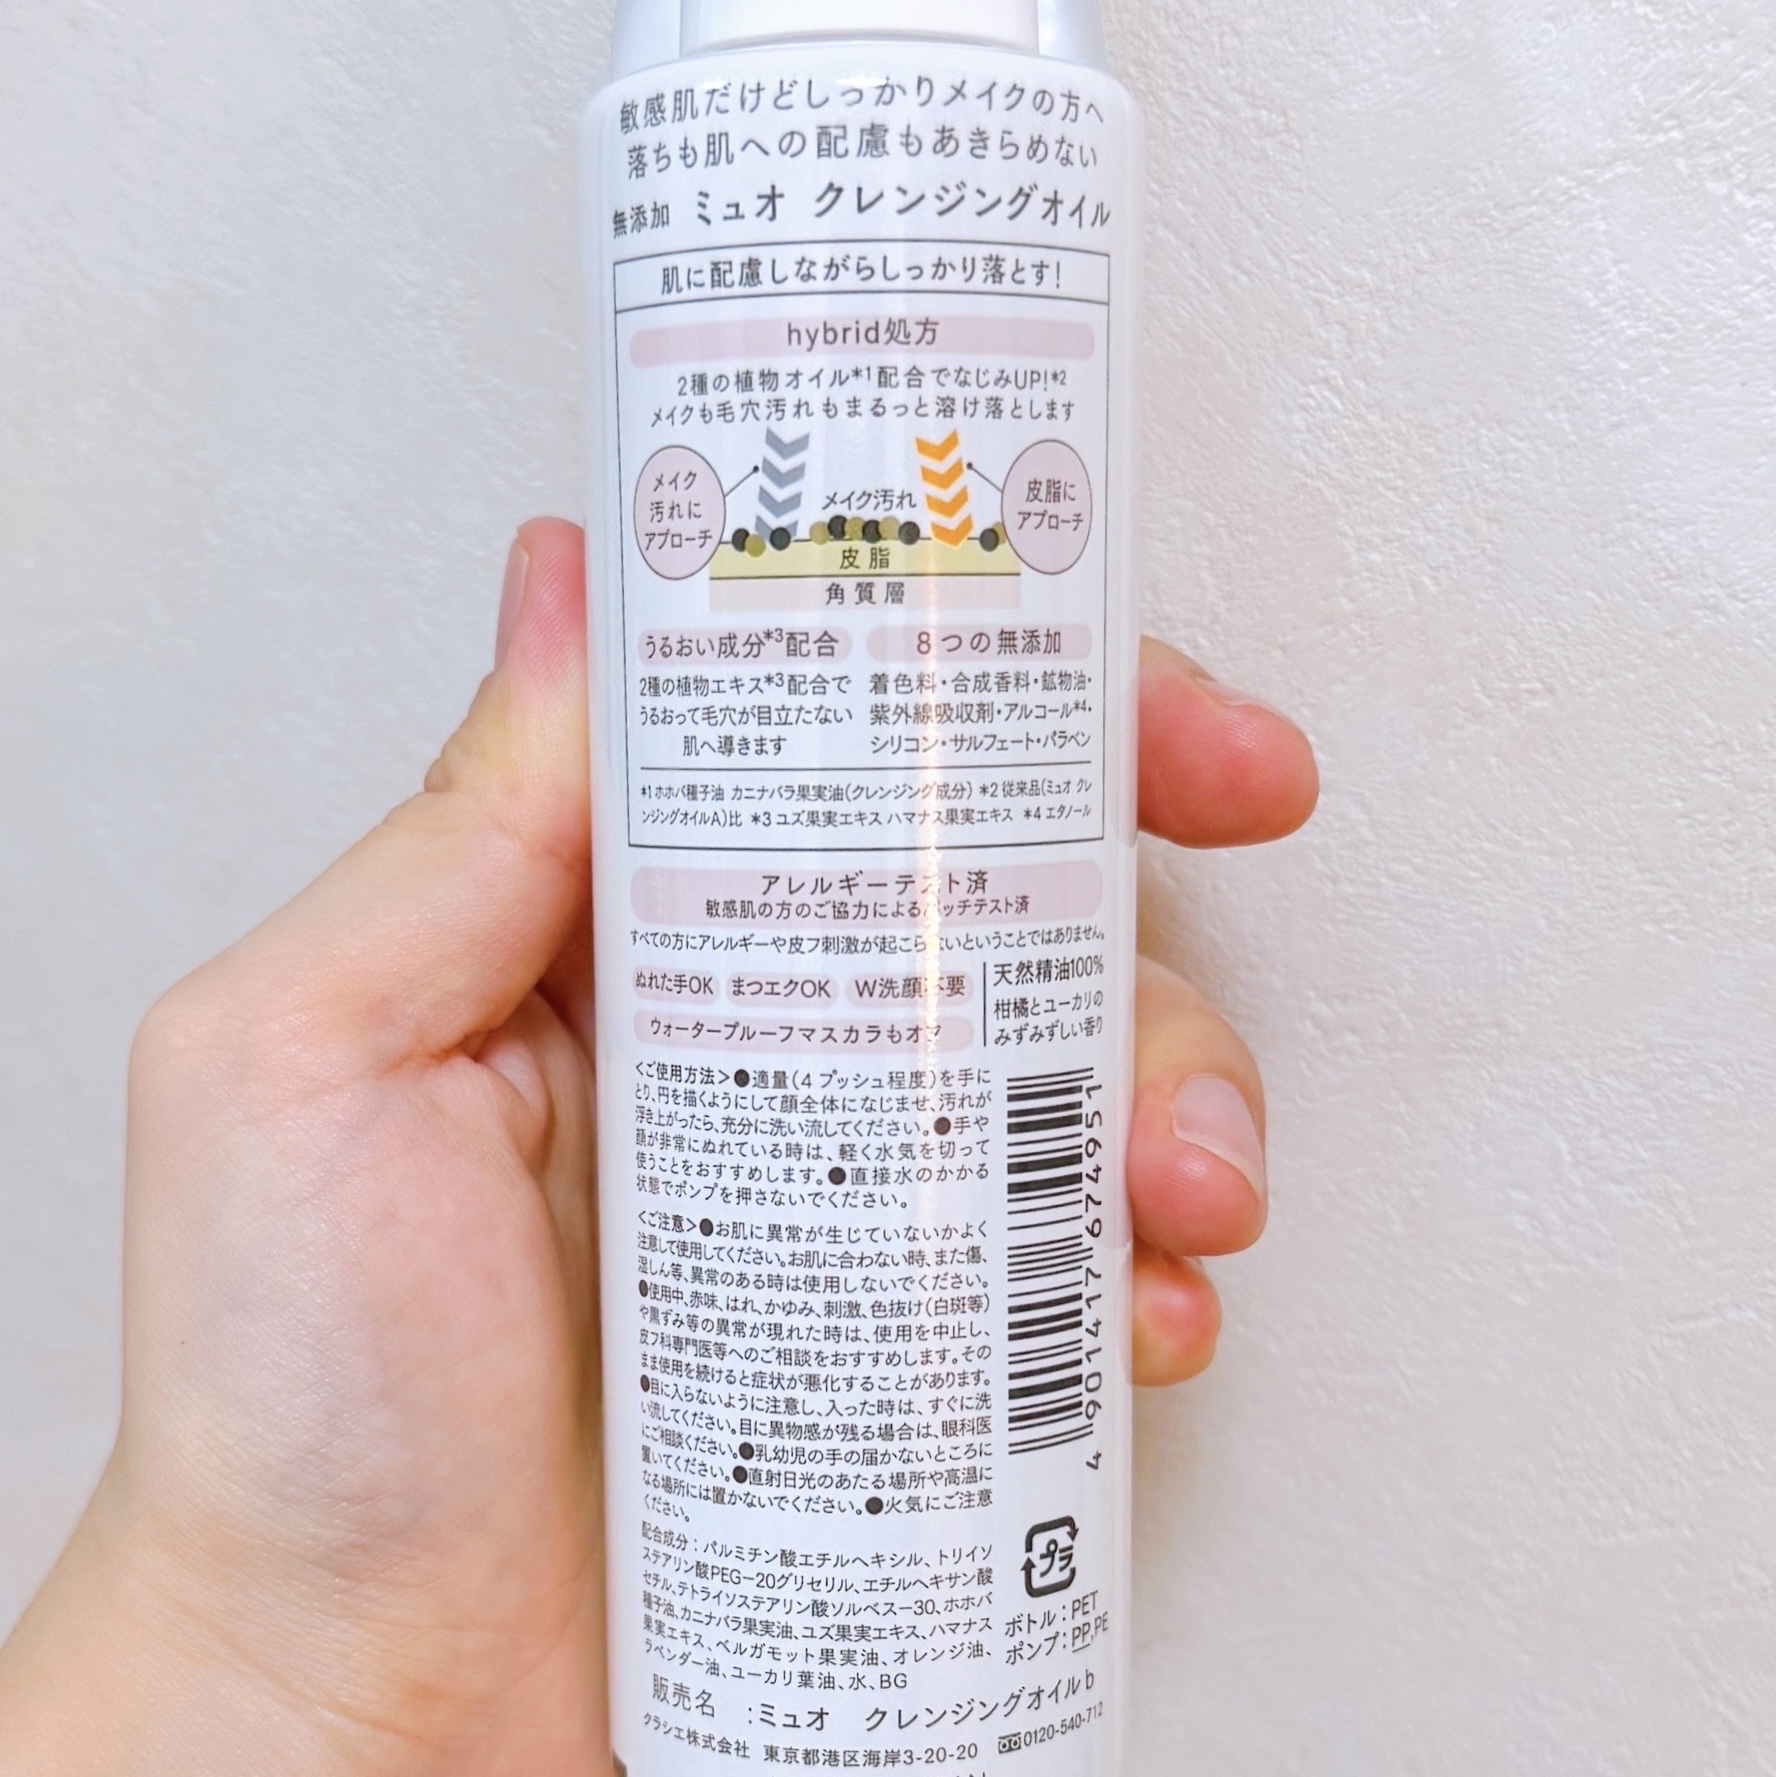 敏感肌だけどしっかりメイクの方へ
落ちも肌への配慮もあきらめない
無添加 ミュオ クレンジングオイル
肌に配慮しながらしっかり落とす!
hybrid処方
2種の植物オイル*1配合でなじみUP!*2
メイクも毛穴汚れもまるっと溶け落とします
メイク
汚れに
アプローチ
メイク汚れ
皮脂に
アプローチ
皮脂
角質層
うるおい成分*3配合
2種の植物エキス*3配合で
うるおって毛穴が目立たない
肌へ導きます
8つの無添加
着色料・合成香料・鉱物油・
紫外線吸収剤・アルコール*4・
シリコン・サルフェート・パラベン
*1 ホホバ種子油 カニナバラ果実油(クレンジング成分) *2 従来品(ミュオ クレ
ンジングオイルA)比 *3 ユズ果実エキス ハマナス果実エキス *4 エタノール
アレルギーテスト済
敏感肌の方のご協力によるパッチテスト済
すべての方にアレルギーや皮フ刺激が起こらないということではありません。
ぬれた手OK まつエクOK W洗顔不要
ウォータープルーフマスカラもオフ
天然精油100%
柑橘とユーカリの
みずみずしい香り
<ご使用方法>●適量(4プッシュ程度)を手に
とり、円を描くようにして顔全体になじませ、汚れが
浮き上がったら、充分に洗い流してください。●手や
顔が非常にぬれている時は、軽く水気を切って
使うことをおすすめします。●直接水のかかる
状態でポンプを押さないでください。
<ご注意>●お肌に異常が生じていないかよく
注意して使用してください。お肌に合わない時、また傷、
湿しん等、異常のある時は使用しないでください。
●使用中、赤味、はれ、かゆみ、刺激、色抜け(白斑等)
や黒ずみ等の異常が現れた時は、使用を中止し、
皮フ科専門医等へのご相談をおすすめします。その
まま使用を続けると症状が悪化することがあります。
●目に入らないように注意し、入った時は、すぐに洗
い流してください。目に異物感が残る場合は、眼科医
にご相談ください。●乳幼児の手の届かないところに
置いてください。●直射日光のあたる場所や高温に
なる場所には置かないでください。●火気にご注意
ください。
配合成分:パルミチン酸エチルヘキシル、トリイソ
ステアリン酸PEG-20グリセリル、エチルヘキサン酸
セチル、テトライソステアリン酸ソルベス-30、ホホバ
種子油、カニナバラ果実油、ユズ果実エキス、ハマナス
果実エキス、ベルガモット果実油、オレンジ油、
ラベンダー油、ユーカリ葉油、水、BG
4 901417 674951
プラ
ボトル:PET
ポンプ:PP,PE
販売名 :ミュオ クレンジングオイルb
クラシエ株式会社 東京都港区海岸3-20-20 0120-540-712